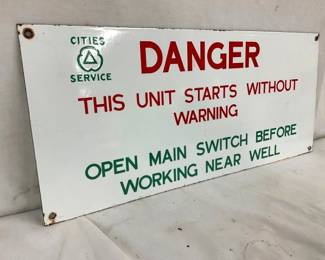 CITIES
SERVICE
DANGER
THIS UNIT STARTS WITHOUT
WARNING
OPEN MAIN SWITCH BEFORE
WORKING NEAR WELL